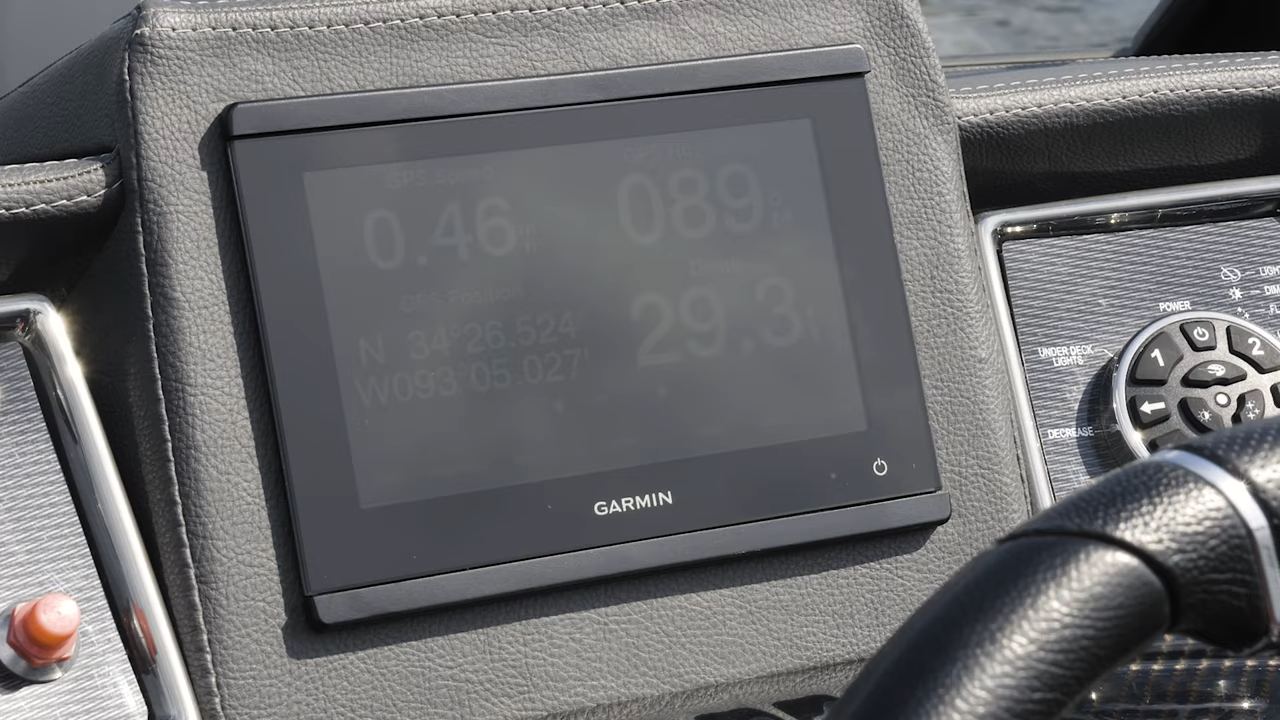 GPS Speed
0.46
GPS Position
N 34°26.524'
W093°05.027'
089°
29.3
GARMIN
POWER
UNDER DECK
LIGHTS
1
2
DECREASE